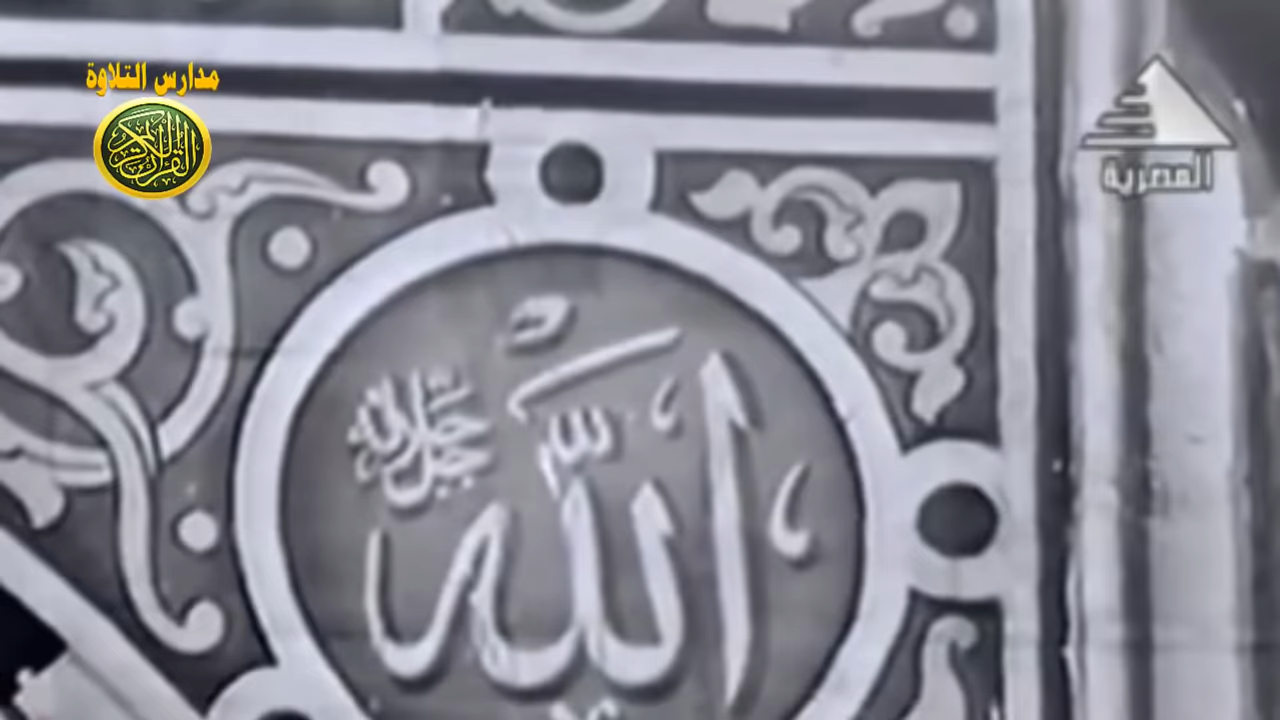 مدارس التلاوة
القرآن الكريم
المصرية
الله
جل جلاله